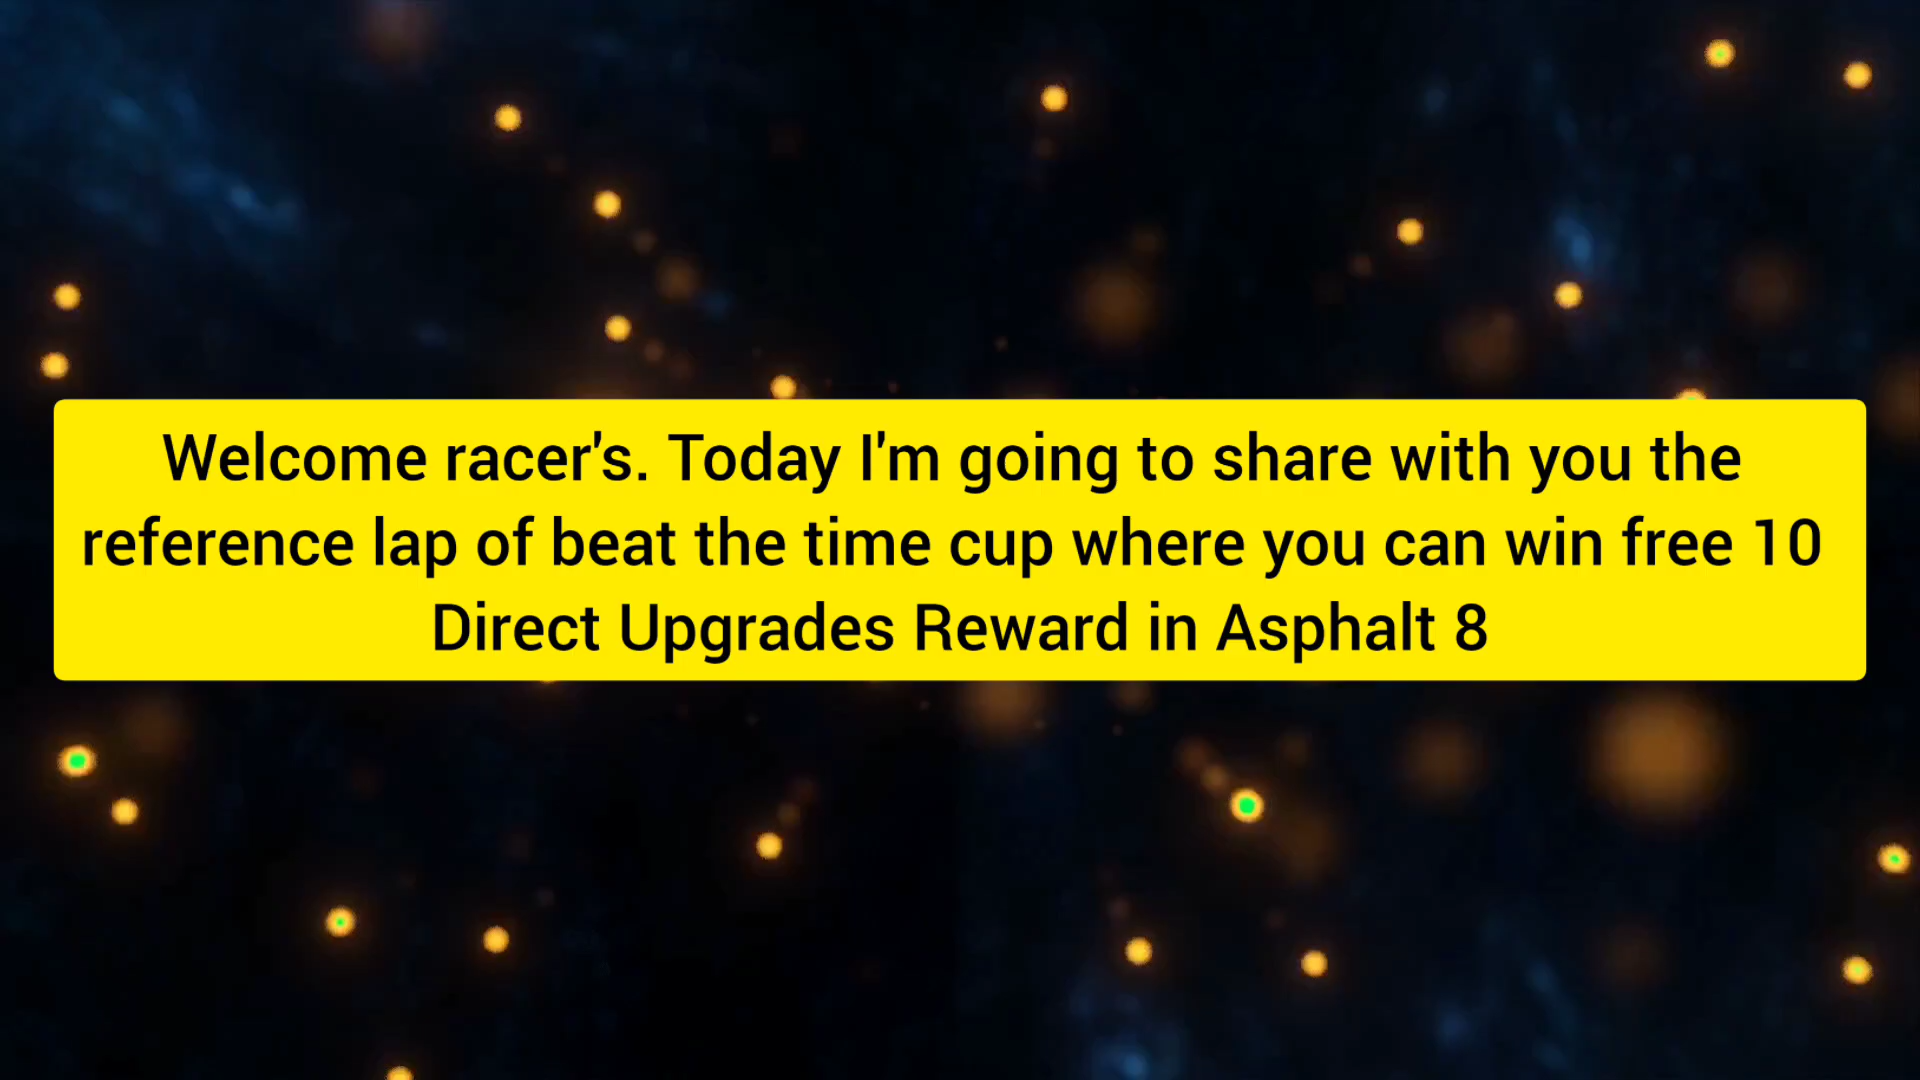 Welcome racer's. Today I'm going to share with you the
reference lap of beat the time cup where you can win free 10
Direct Upgrades Reward in Asphalt 8